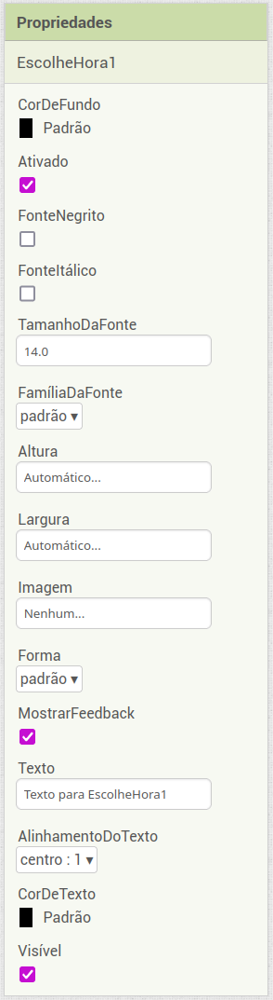 Propriedades
EscolheHora1
CorDeFundo
Padrão
Ativado
FonteNegrito
FonteItálico
TamanhoDaFonte
14.0
FamíliaDaFonte
padrão ▾
Altura
Automático...
Largura
Automático...
Imagem
Nenhum...
Forma
padrão ▾
MostrarFeedback
Texto
Texto para EscolheHora1
AlinhamentoDoTexto
centro : 1 ▾
CorDeTexto
Padrão
Visível